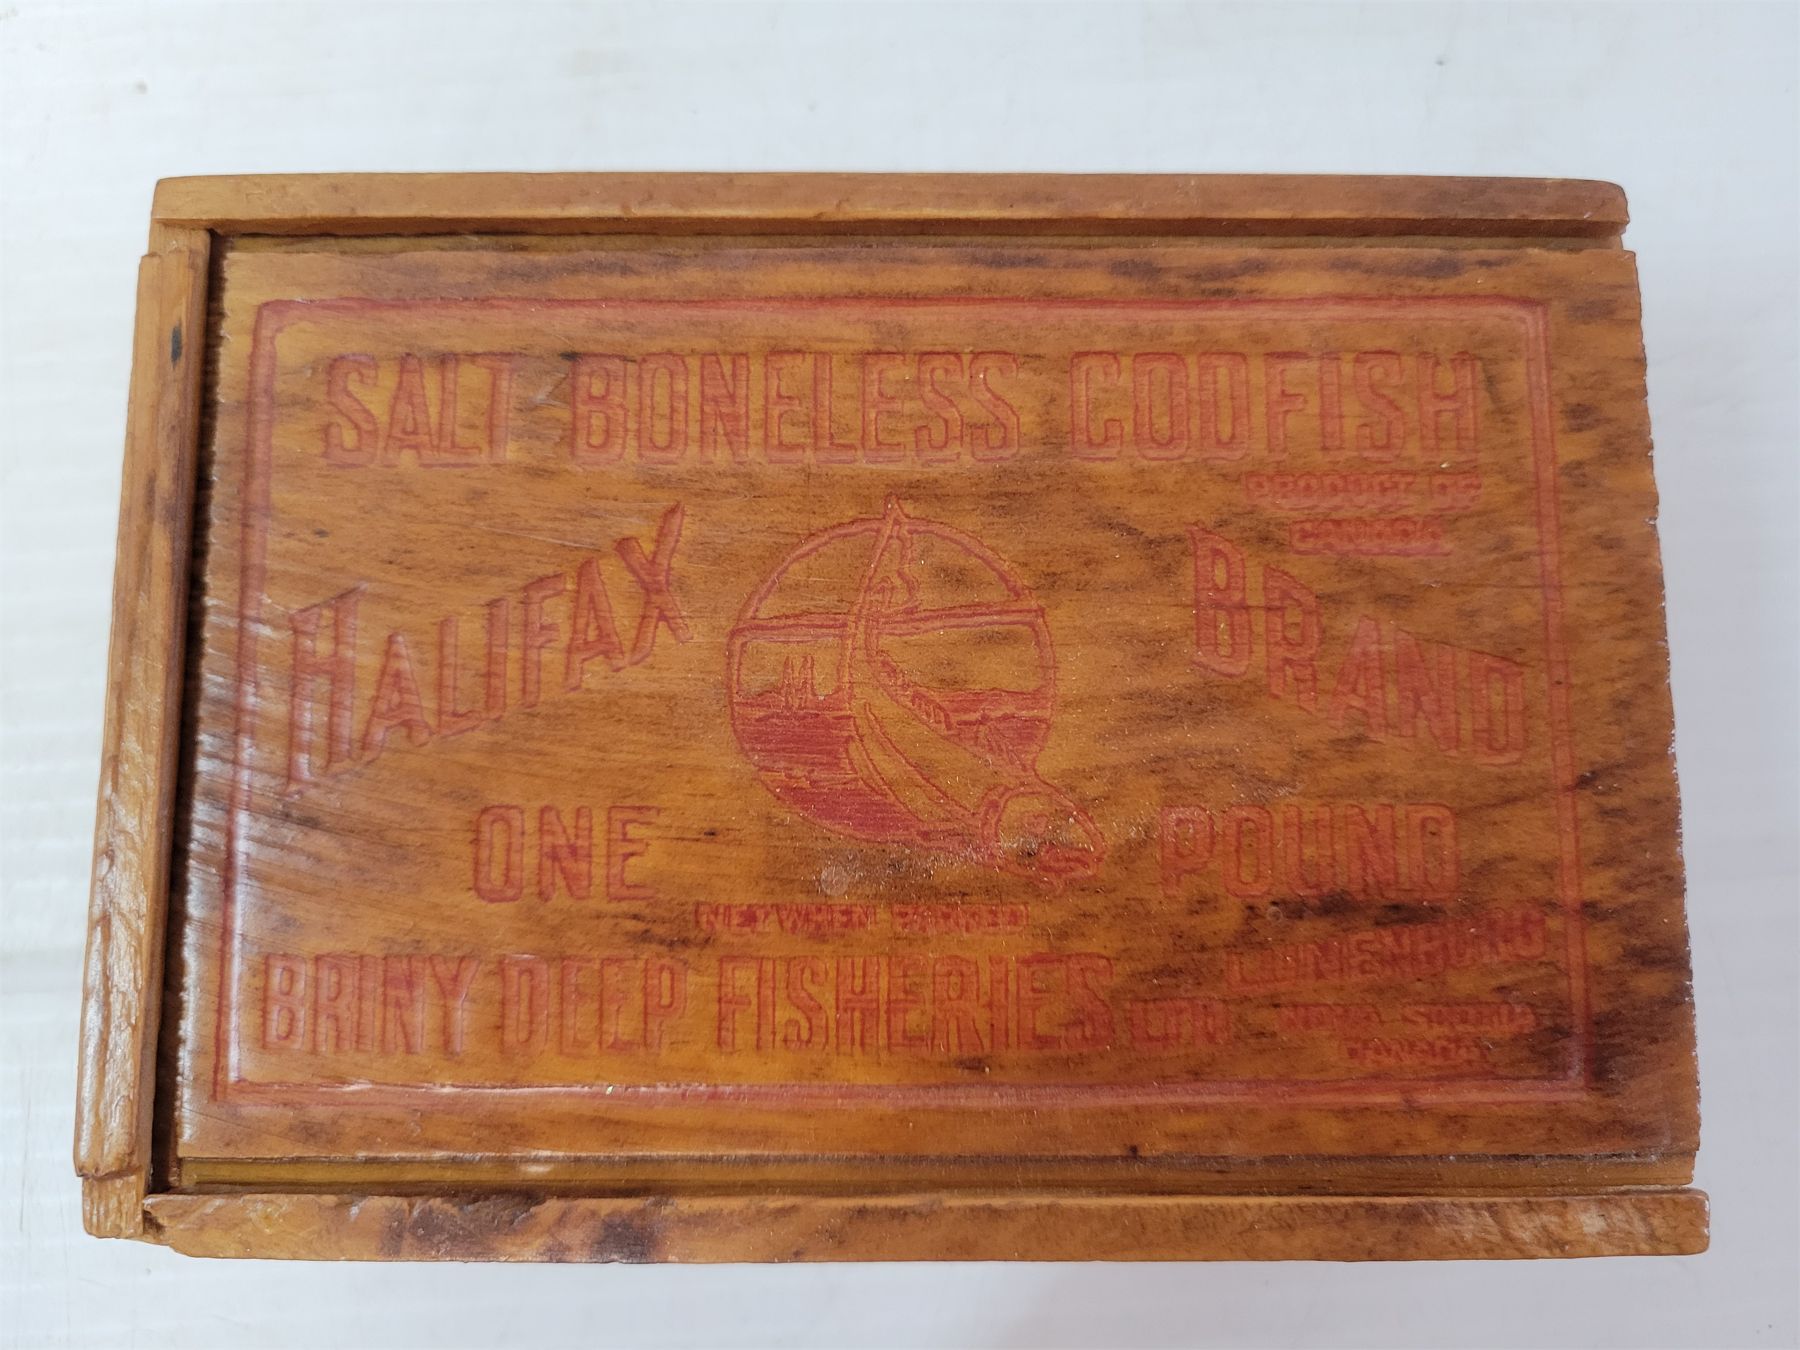 SALT BONELESS CODFISH
PRODUCT OF
CANADA
HALIFAX BRAND
ONE POUND
NET WHEN PACKED
BRINY DEEP FISHERIES LTD
LUNENBURG
NOVA SCOTIA
CANADA